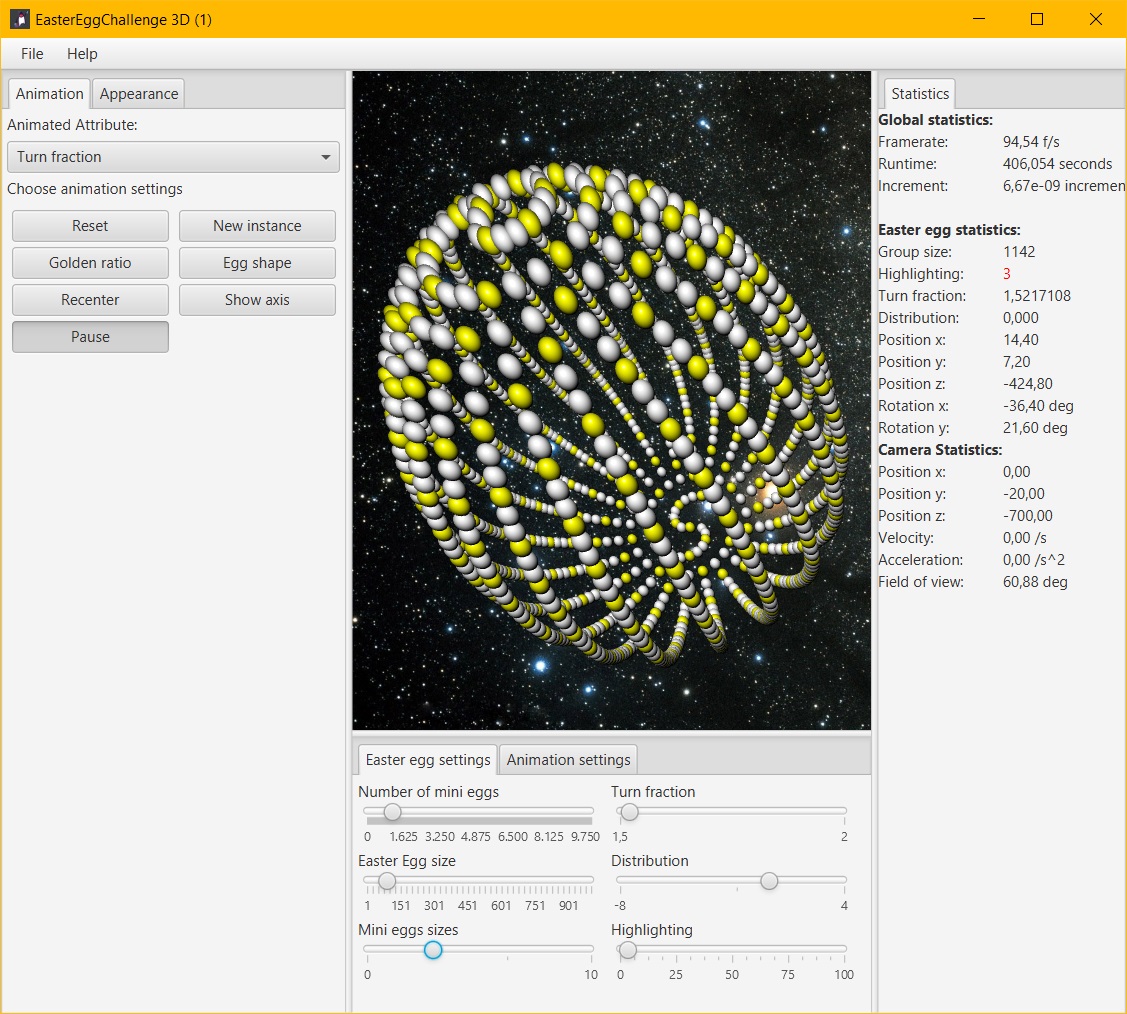 EasterEggChallenge 3D (1)
File Help
Animation Appearance
Animated Attribute:
Turn fraction
Choose animation settings
Reset New instance
Golden ratio Egg shape
Recenter Show axis
Pause
Easter egg settings Animation settings
Number of mini eggs
0 1.625 3.250 4.875 6.500 8.125 9.750
Turn fraction
1,5 2
Easter Egg size
1 151 301 451 601 751 901
Distribution
-8 4
Mini eggs sizes
0 10
Highlighting
0 25 50 75 100
Statistics
Global statistics:
Framerate: 94,54 f/s
Runtime: 406,054 seconds
Increment: 6,67e-09 incremen
Easter egg statistics:
Group size: 1142
Highlighting: 3
Turn fraction: 1,5217108
Distribution: 0,000
Position x: 14,40
Position y: 7,20
Position z: -424,80
Rotation x: -36,40 deg
Rotation y: 21,60 deg
Camera Statistics:
Position x: 0,00
Position y: -20,00
Position z: -700,00
Velocity: 0,00 /s
Acceleration: 0,00 /s^2
Field of view: 60,88 deg